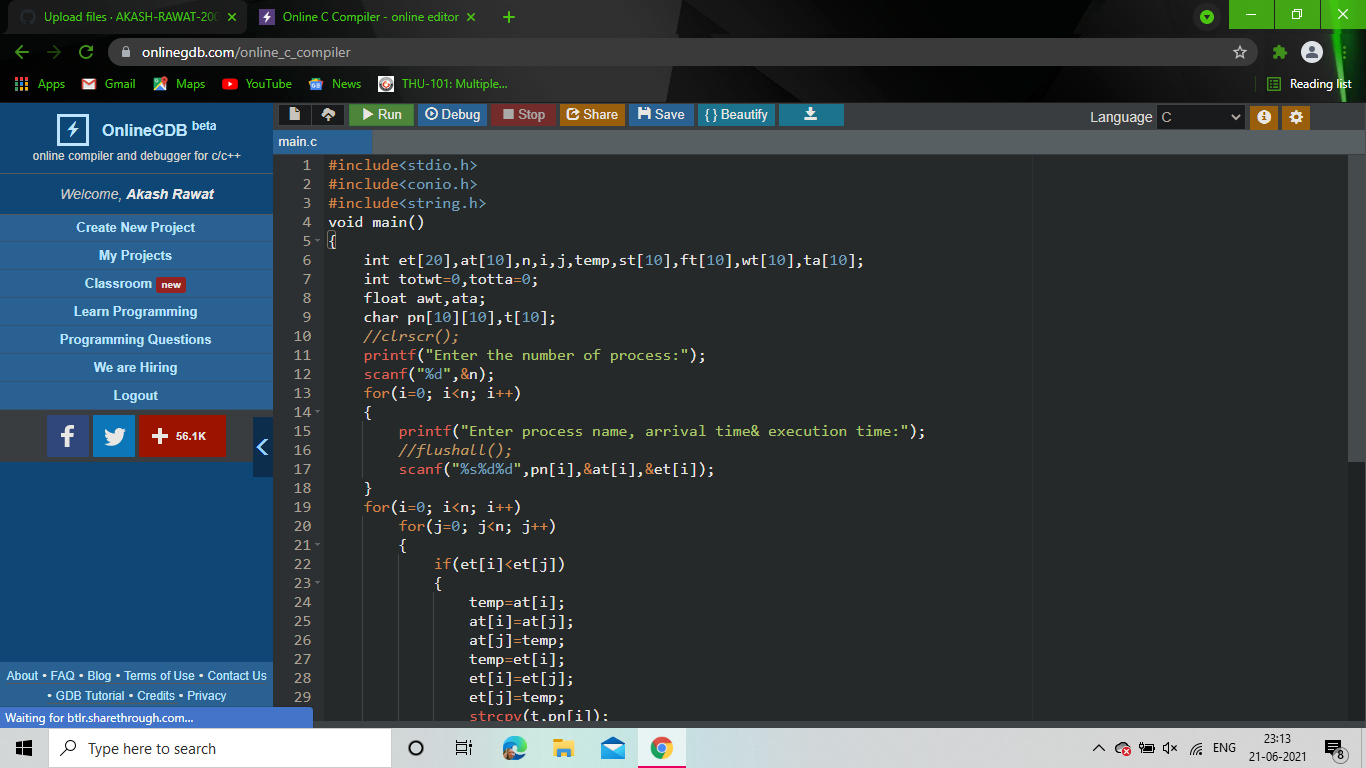 Upload files · AKASH-RAWAT-200
Online C Compiler - online editor
onlinegdb.com/online_c_compiler
Apps Gmail Maps YouTube News THU-101: Multiple... Reading list
OnlineGDB beta
online compiler and debugger for c/c++
Welcome, Akash Rawat
Create New Project
My Projects
Classroom new
Learn Programming
Programming Questions
We are Hiring
Logout
56.1K
About • FAQ • Blog • Terms of Use • Contact Us
• GDB Tutorial • Credits • Privacy
Waiting for btlr.sharethrough.com...
Run Debug Stop Share Save { } Beautify Language C
main.c
1 #include<stdio.h>
2 #include<conio.h>
3 #include<string.h>
4 void main()
5 {
6 int et[20],at[10],n,i,j,temp,st[10],ft[10],wt[10],ta[10];
7 int totwt=0,totta=0;
8 float awt,ata;
9 char pn[10][10],t[10];
10 //clrscr();
11 printf("Enter the number of process:");
12 scanf("%d",&n);
13 for(i=0; i<n; i++)
14 {
15 printf("Enter process name, arrival time& execution time:");
16 //flushall();
17 scanf("%s%d%d",pn[i],&at[i],&et[i]);
18 }
19 for(i=0; i<n; i++)
20 for(j=0; j<n; j++)
21 {
22 if(et[i]<et[j])
23 {
24 temp=at[i];
25 at[i]=at[j];
26 at[j]=temp;
27 temp=et[i];
28 et[i]=et[j];
29 et[j]=temp;
strcpy(t,pn[i]);
Type here to search
ENG
23:13
21-06-2021
8